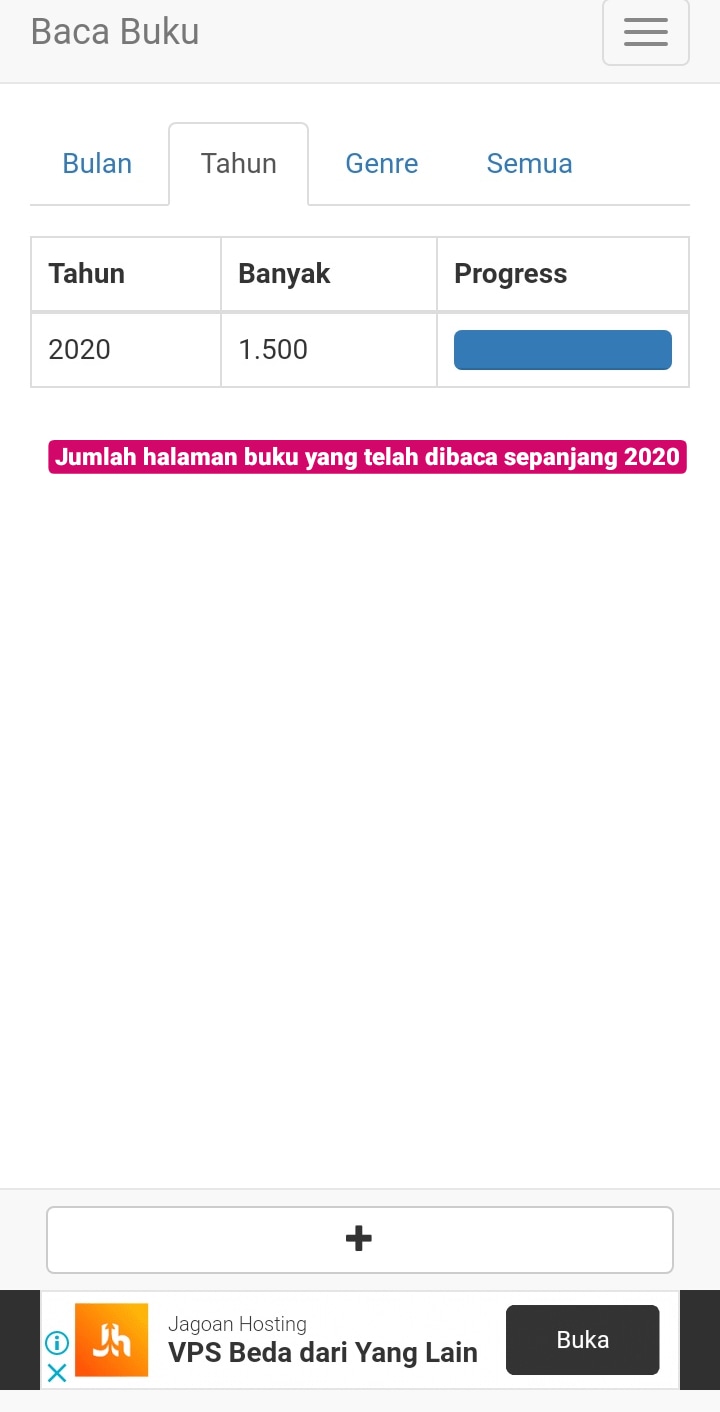 Baca Buku
Bulan Tahun Genre Semua
Tahun Banyak Progress
2020 1.500
Jumlah halaman buku yang telah dibaca sepanjang 2020
Jh
Jagoan Hosting
VPS Beda dari Yang Lain
Buka